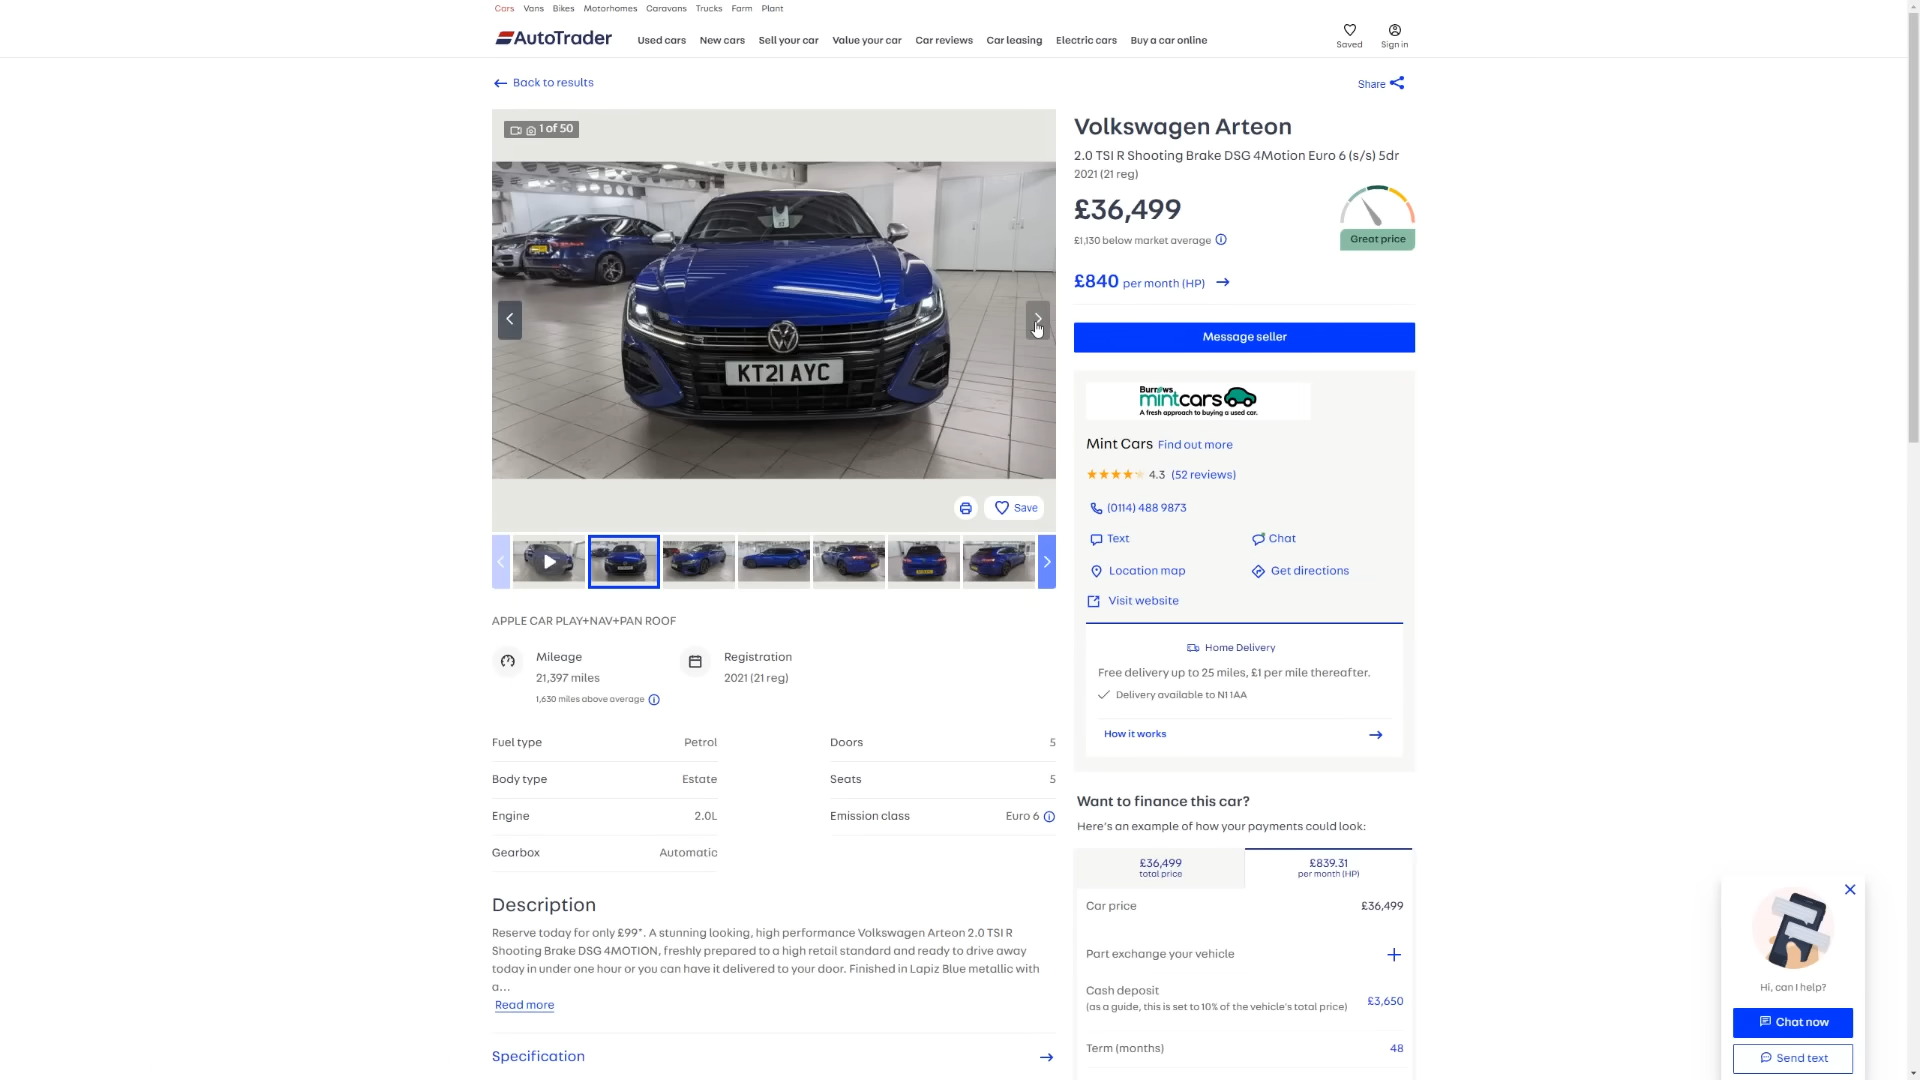 Cars Vans Bikes Motorhomes Caravans Trucks Farm Plant
AutoTrader Used cars New cars Sell your car Value your car Car reviews Car leasing Electric cars Buy a car online Saved Sign in
Back to results
Share
1 of 50
KT21 AYC
Save
Volkswagen Arteon
2.0 TSI R Shooting Brake DSG 4Motion Euro 6 (s/s) 5dr
2021 (21 reg)
£36,499
£1,130 below market average
Great price
£840 per month (HP)
Message seller
Burrows
mintcars
A fresh approach to buying a used car.
Mint Cars Find out more
4.3 (52 reviews)
(0114) 488 9873
Text Chat
Location map Get directions
Visit website
Home Delivery
Free delivery up to 25 miles, £1 per mile thereafter.
Delivery available to N1 1AA
How it works
APPLE CAR PLAY+NAV+PAN ROOF
Mileage
21,397 miles
1,630 miles above average
Registration
2021 (21 reg)
Fuel type Petrol
Doors 5
Body type Estate
Seats 5
Engine 2.0L
Emission class Euro 6
Gearbox Automatic
Description
Reserve today for only £99*. A stunning looking, high performance Volkswagen Arteon 2.0 TSI R
Shooting Brake DSG 4MOTION, freshly prepared to a high retail standard and ready to drive away
today in under one hour or you can have it delivered to your door. Finished in Lapiz Blue metallic with
a...
Read more
Specification
Want to finance this car?
Here's an example of how your payments could look:
£36,499
total price
£839.31
per month (HP)
Car price £36,499
Part exchange your vehicle
Cash deposit
(as a guide, this is set to 10% of the vehicle's total price) £3,650
Term (months) 48
Hi, can I help?
Chat now
Send text